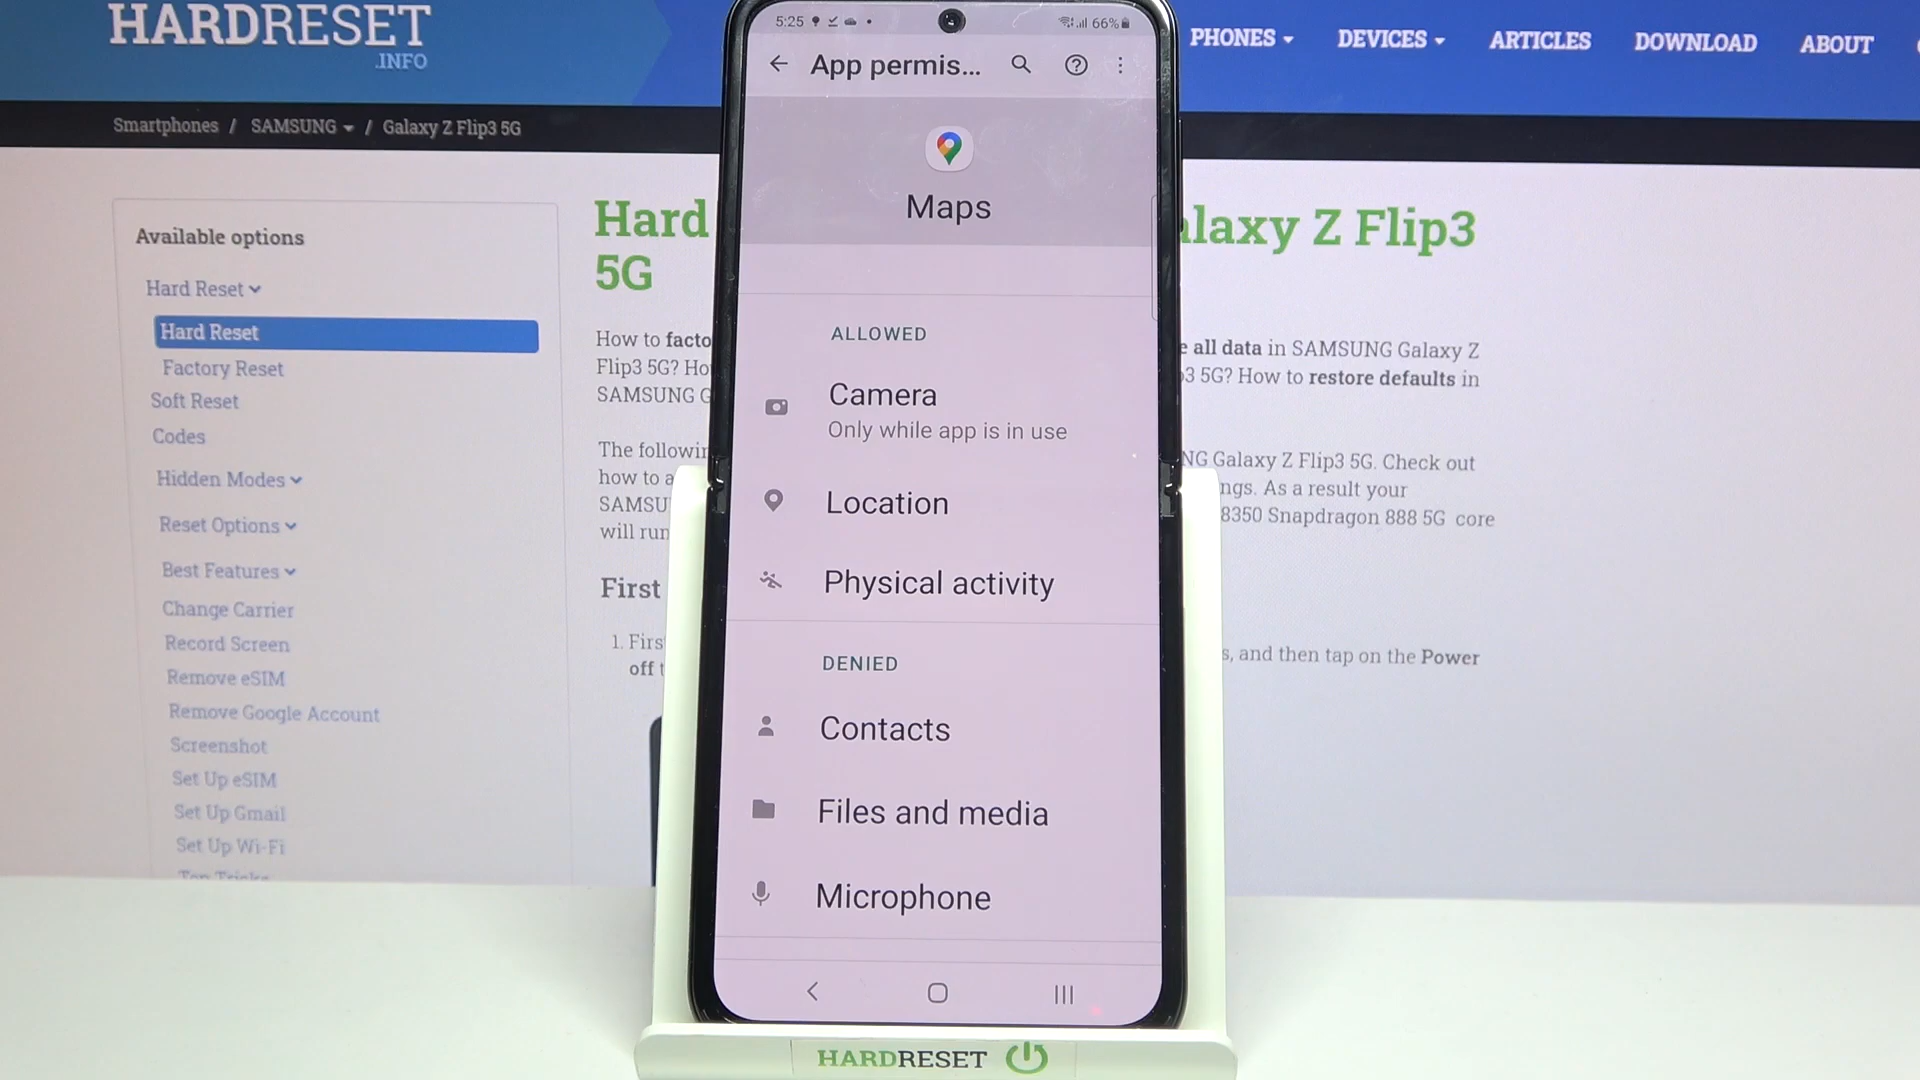 HARDRESET
.INFO
PHONES
DEVICES
ARTICLES
DOWNLOAD
ABOUT
Smartphones / SAMSUNG / Galaxy Z Flip3 5G
Available options
Hard Reset
Hard Reset
Factory Reset
Soft Reset
Codes
Hidden Modes
Reset Options
Best Features
Change Carrier
Record Screen
Remove eSIM
Remove Google Account
Screenshot
Set Up eSIM
Set Up Gmail
Set Up Wi-Fi
Top Tricks
Hard
alaxy Z Flip3
5G
How to facto
e all data in SAMSUNG Galaxy Z
Flip3 5G? Ho
3 5G? How to restore defaults in
SAMSUNG G
The followin
NG Galaxy Z Flip3 5G. Check out
how to a
ngs. As a result your
SAMSU
8350 Snapdragon 888 5G core
will run
First
1. Firs
s, and then tap on the Power
off t
5:25
66%
App permis...
Maps
ALLOWED
Camera
Only while app is in use
Location
Physical activity
DENIED
Contacts
Files and media
Microphone
HARDRESET